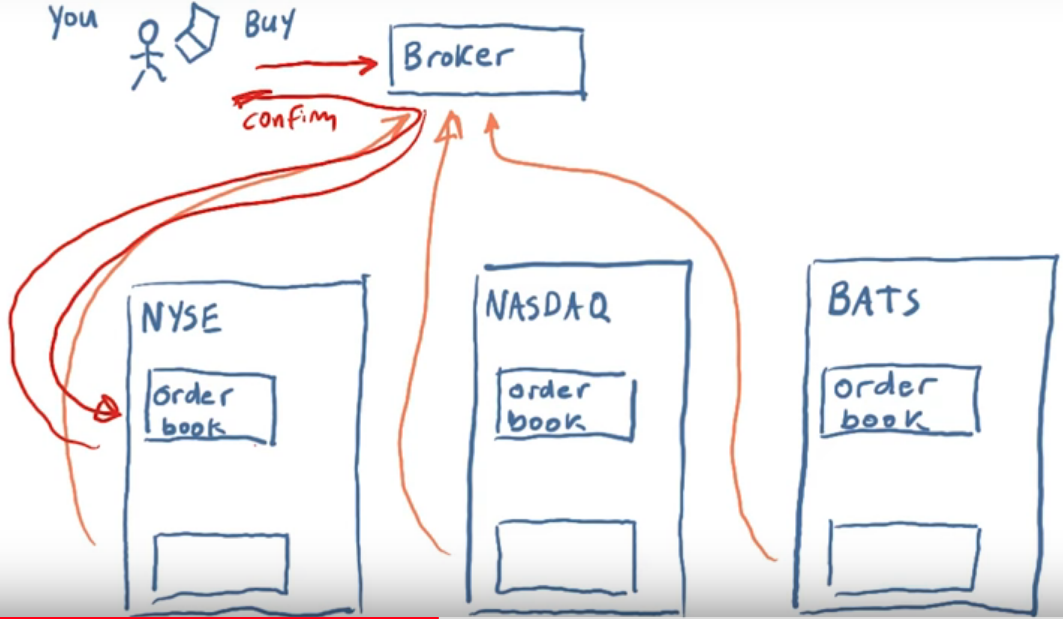 You
Buy
Broker
confirm
NYSE
NASDAQ
BATS
order
book
order
book
order
book